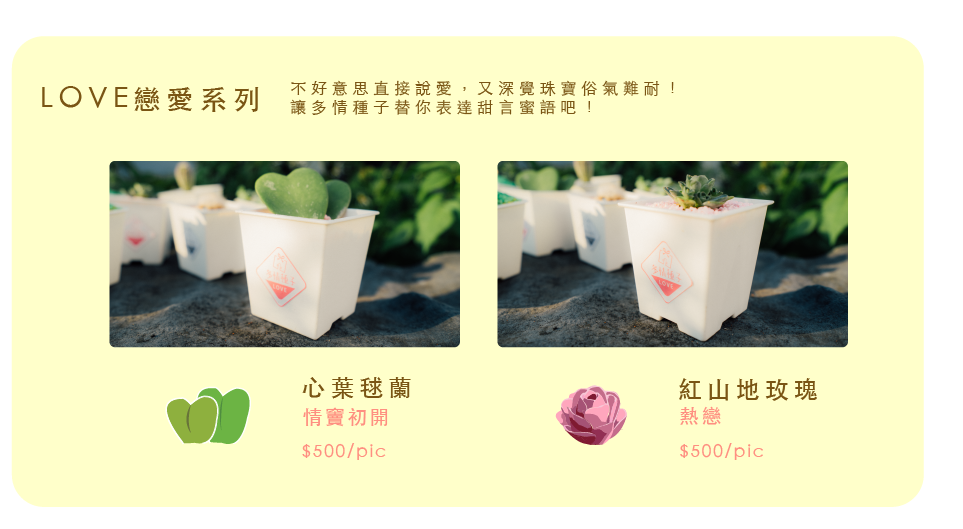 LOVE戀愛系列
不好意思直接說愛，又深覺珠寶俗氣難耐！
讓多情種子替你表達甜言蜜語吧！
LOVE
LOVE
心葉毬蘭
情竇初開
$500/pic
紅山地玫瑰
熱戀
$500/pic